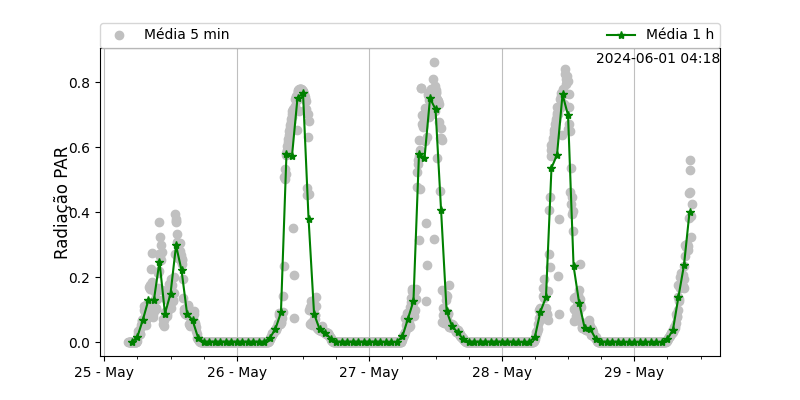 Média 5 min
Média 1 h
2024-06-01 04:18
Radiação PAR
0.8
0.6
0.4
0.2
0.0
25 - May
26 - May
27 - May
28 - May
29 - May